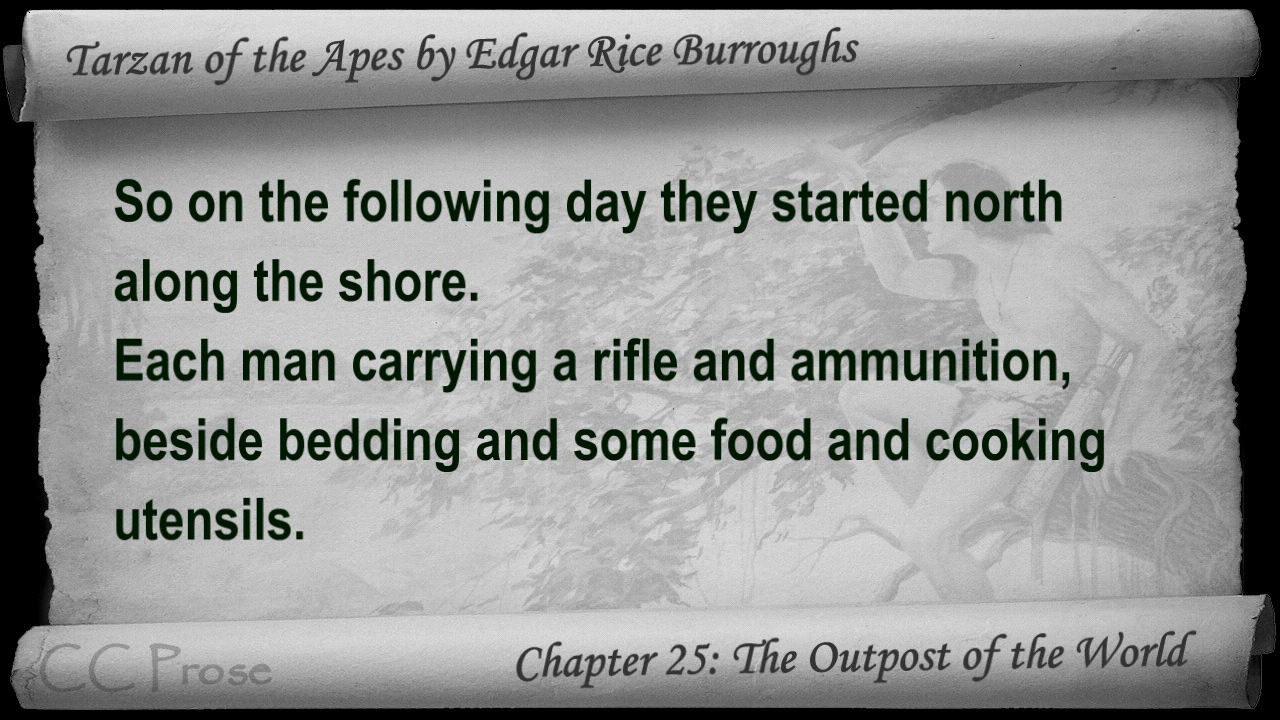 Tarzan of the Apes by Edgar Rice Burroughs
So on the following day they started north
along the shore.
Each man carrying a rifle and ammunition,
beside bedding and some food and cooking
utensils.
CC Prose
Chapter 25: The Outpost of the World